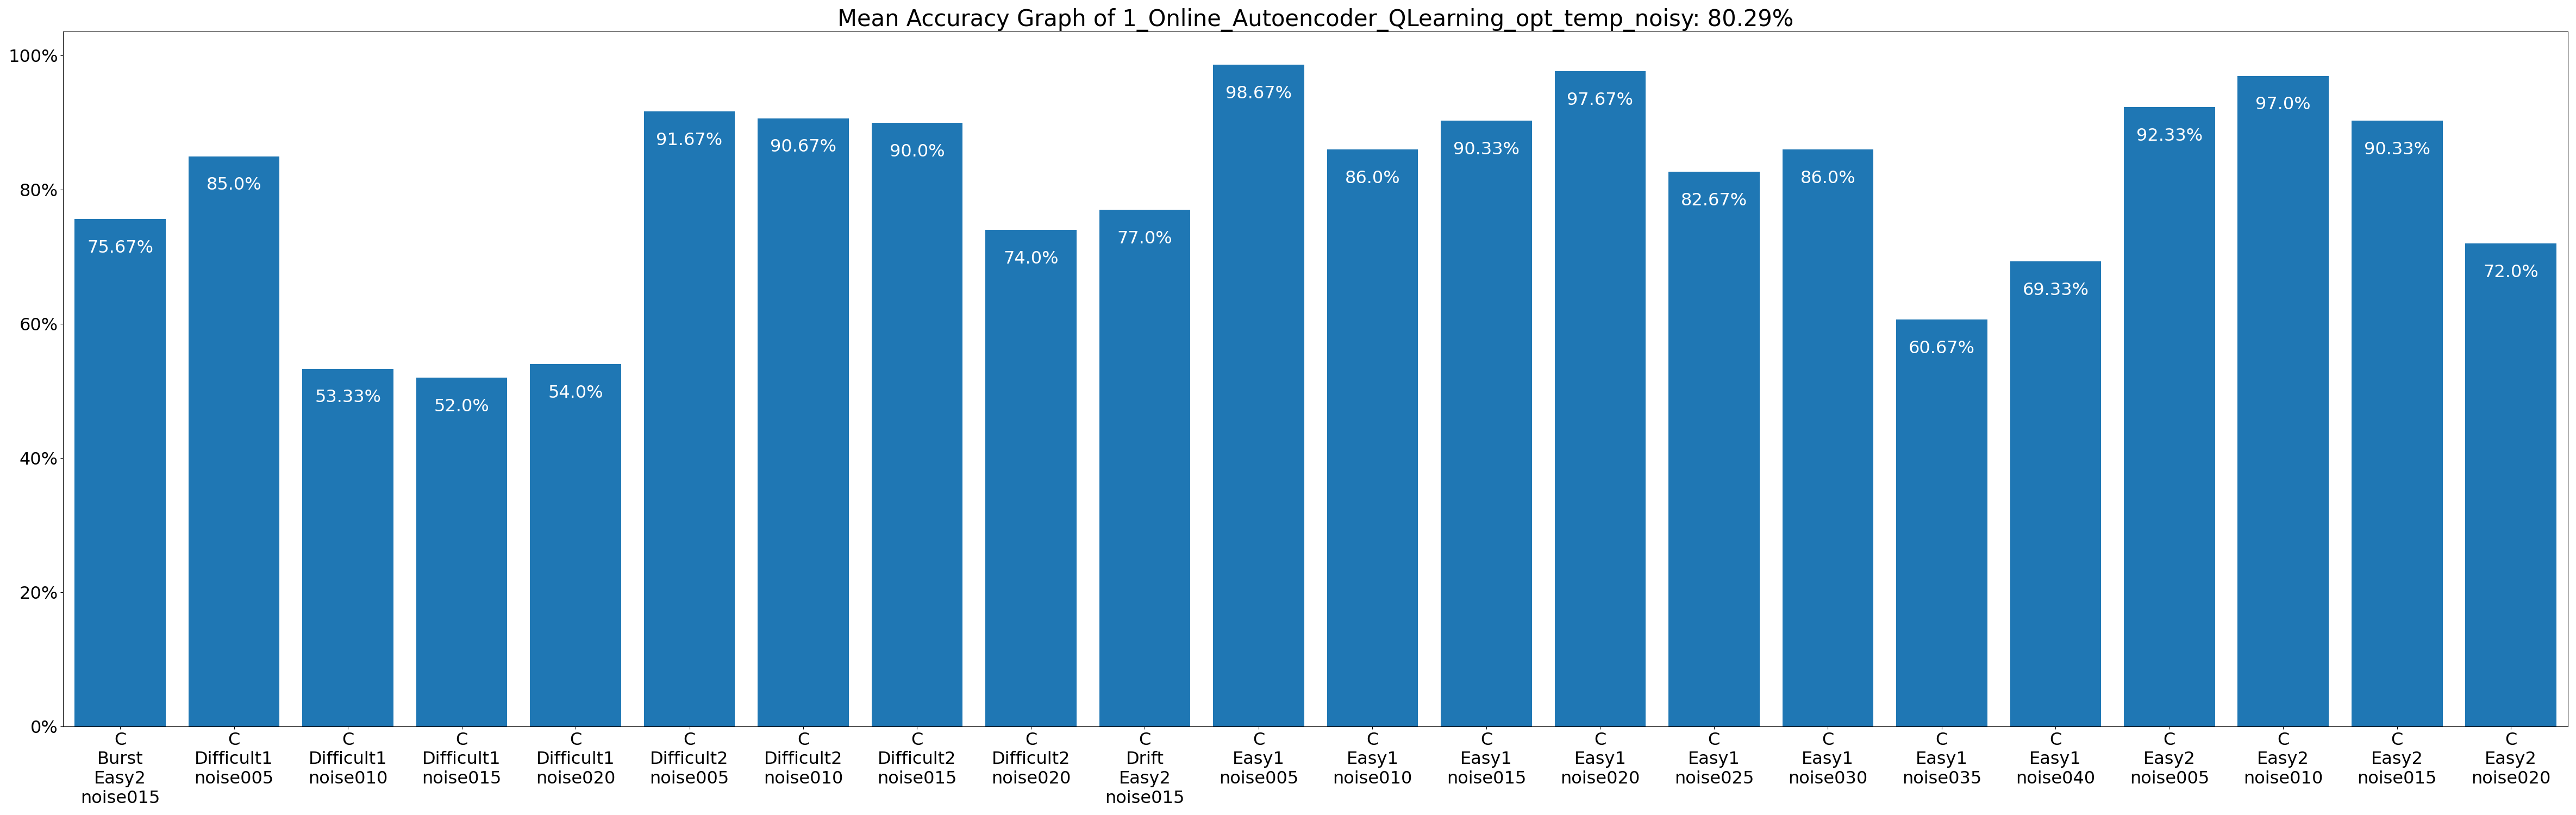 Mean Accuracy Graph of 1_Online_Autoencoder_QLearning_opt_temp_noisy: 80.29%
100%
80%
60%
40%
20%
0%
75.67%
85.0%
53.33%
52.0%
54.0%
91.67%
90.67%
90.0%
74.0%
77.0%
98.67%
86.0%
90.33%
97.67%
82.67%
86.0%
60.67%
69.33%
92.33%
97.0%
90.33%
72.0%
C
Burst
Easy2
noise015
C
Difficult1
noise005
C
Difficult1
noise010
C
Difficult1
noise015
C
Difficult1
noise020
C
Difficult2
noise005
C
Difficult2
noise010
C
Difficult2
noise015
C
Difficult2
noise020
C
Drift
Easy2
noise015
C
Easy1
noise005
C
Easy1
noise010
C
Easy1
noise015
C
Easy1
noise020
C
Easy1
noise025
C
Easy1
noise030
C
Easy1
noise035
C
Easy1
noise040
C
Easy2
noise005
C
Easy2
noise010
C
Easy2
noise015
C
Easy2
noise020